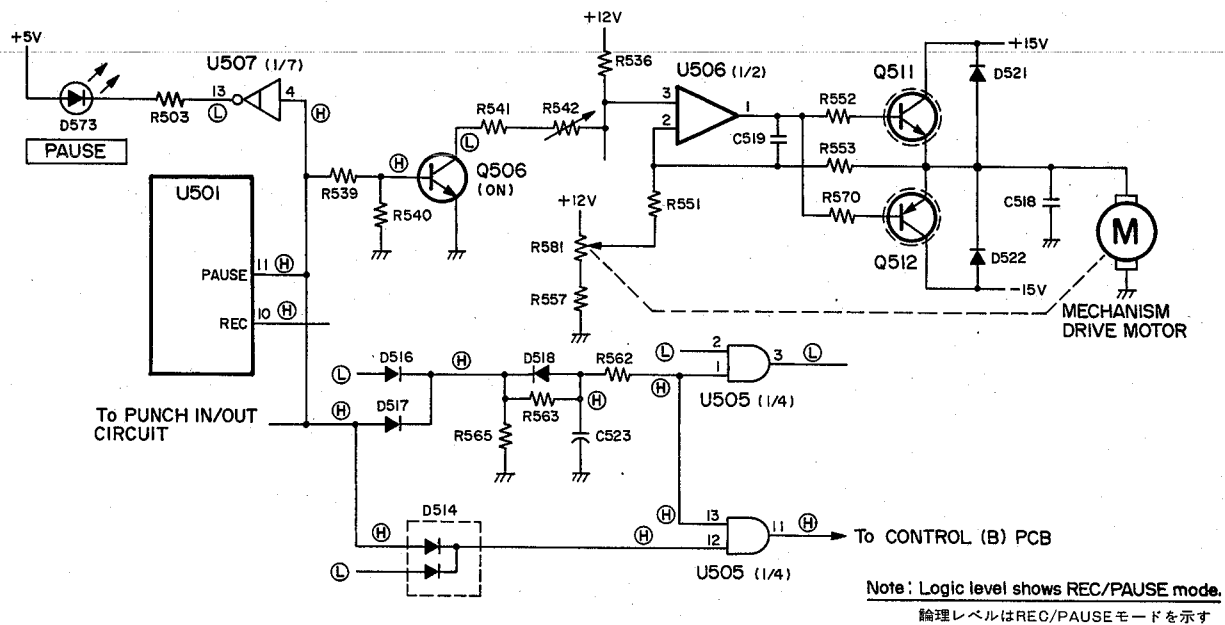 +5V
U507 (1/7)
13
4
Ⓛ
Ⓗ
D573
R503
PAUSE
+12V
R536
U506 (1/2)
3
2
1
R541
R542
Ⓛ
Ⓗ
Q506
(ON)
R539
R540
C519
R552
R553
R570
Q511
Q512
+15V
D521
D522
-15V
C518
M
MECHANISM
DRIVE MOTOR
R551
+12V
R581
R557
U501
PAUSE
11 Ⓗ
REC
10 Ⓗ
Ⓛ
D516
Ⓗ
D518
R562
Ⓗ
Ⓛ
2
1
3
Ⓛ
U505 (1/4)
To PUNCH IN/OUT
CIRCUIT
Ⓗ
D517
R563
Ⓗ
R565
C523
D514
Ⓗ
Ⓛ
Ⓗ
Ⓗ
13
12
11
Ⓗ
To CONTROL (B) PCB
U505 (1/4)
Note: Logic level shows REC/PAUSE mode.
論理レベルはREC/PAUSEモードを示す